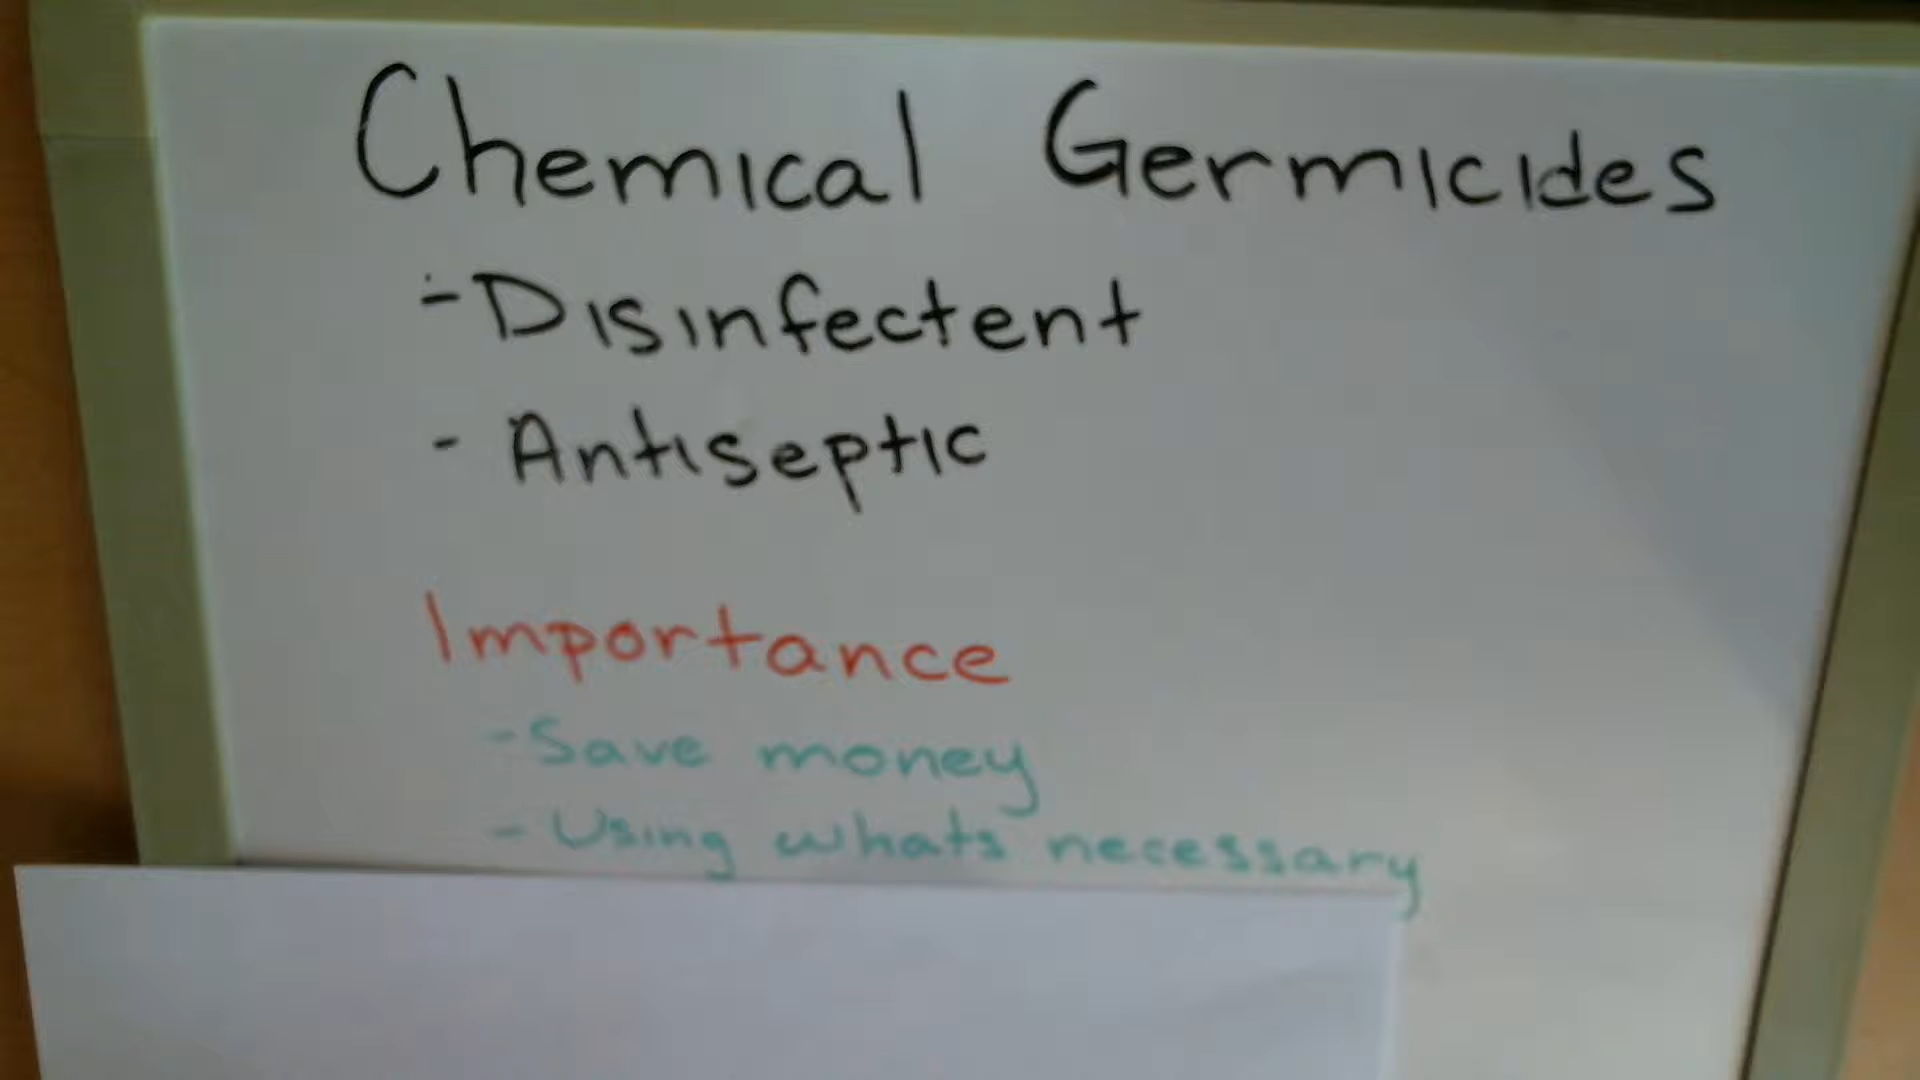 Chemical Germicides
- Disinfectent
- Antiseptic
Importance
- Save money
- Using whats necessary